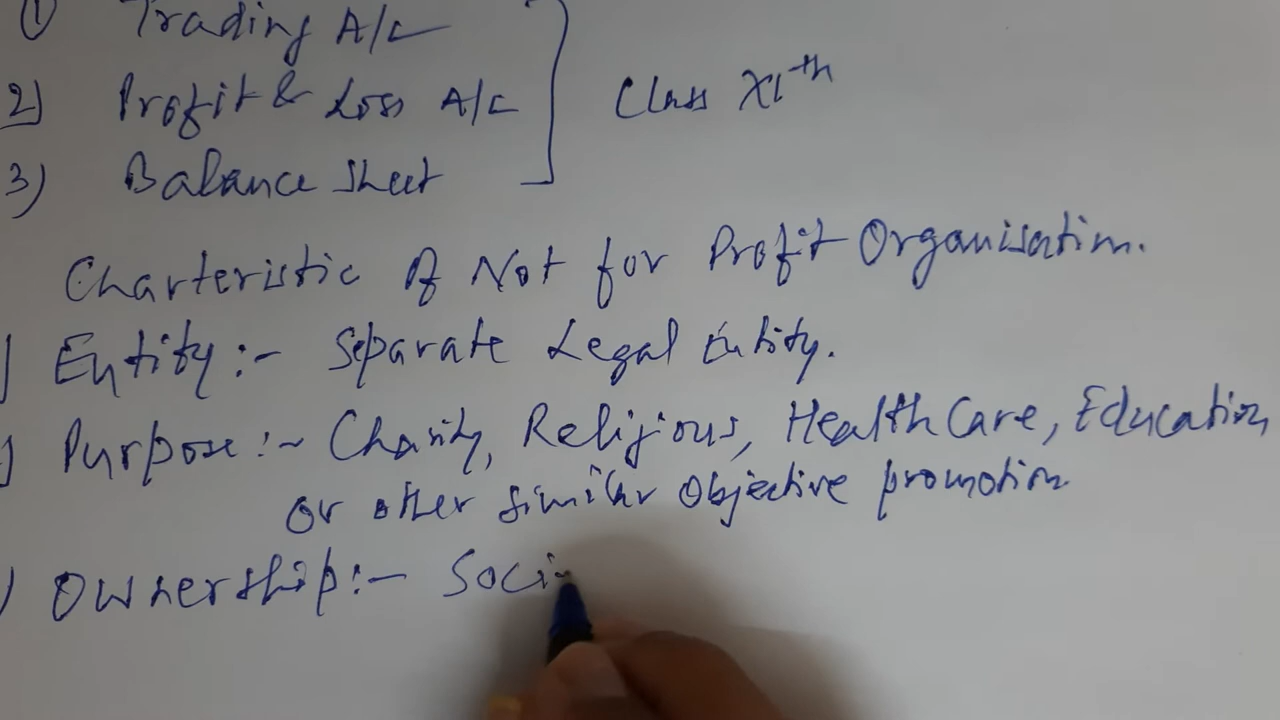 ① Trading A/c
2) Profit & Loss A/c
3) Balance Sheet
Class XIth
Charteristic of Not for Profit Organisation.
) Entity:- Separate Legal Entity.
) Purpose:- Charity, Religious, Health Care, Education
or other similar Objective promotion
) Ownership:- Soci